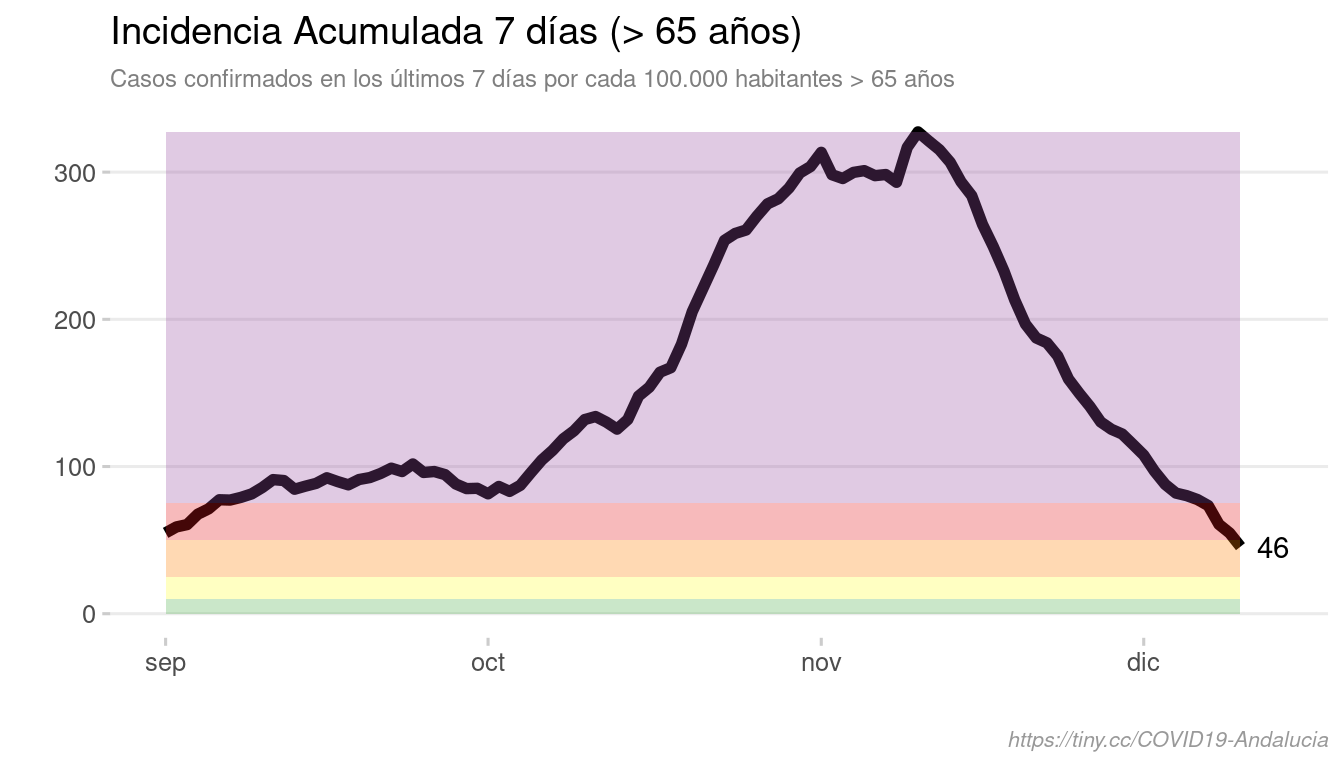 Incidencia Acumulada 7 días (> 65 años)
Casos confirmados en los últimos 7 días por cada 100.000 habitantes > 65 años
300
200
100
0
46
sep oct nov dic
https://tiny.cc/COVID19-Andalucia